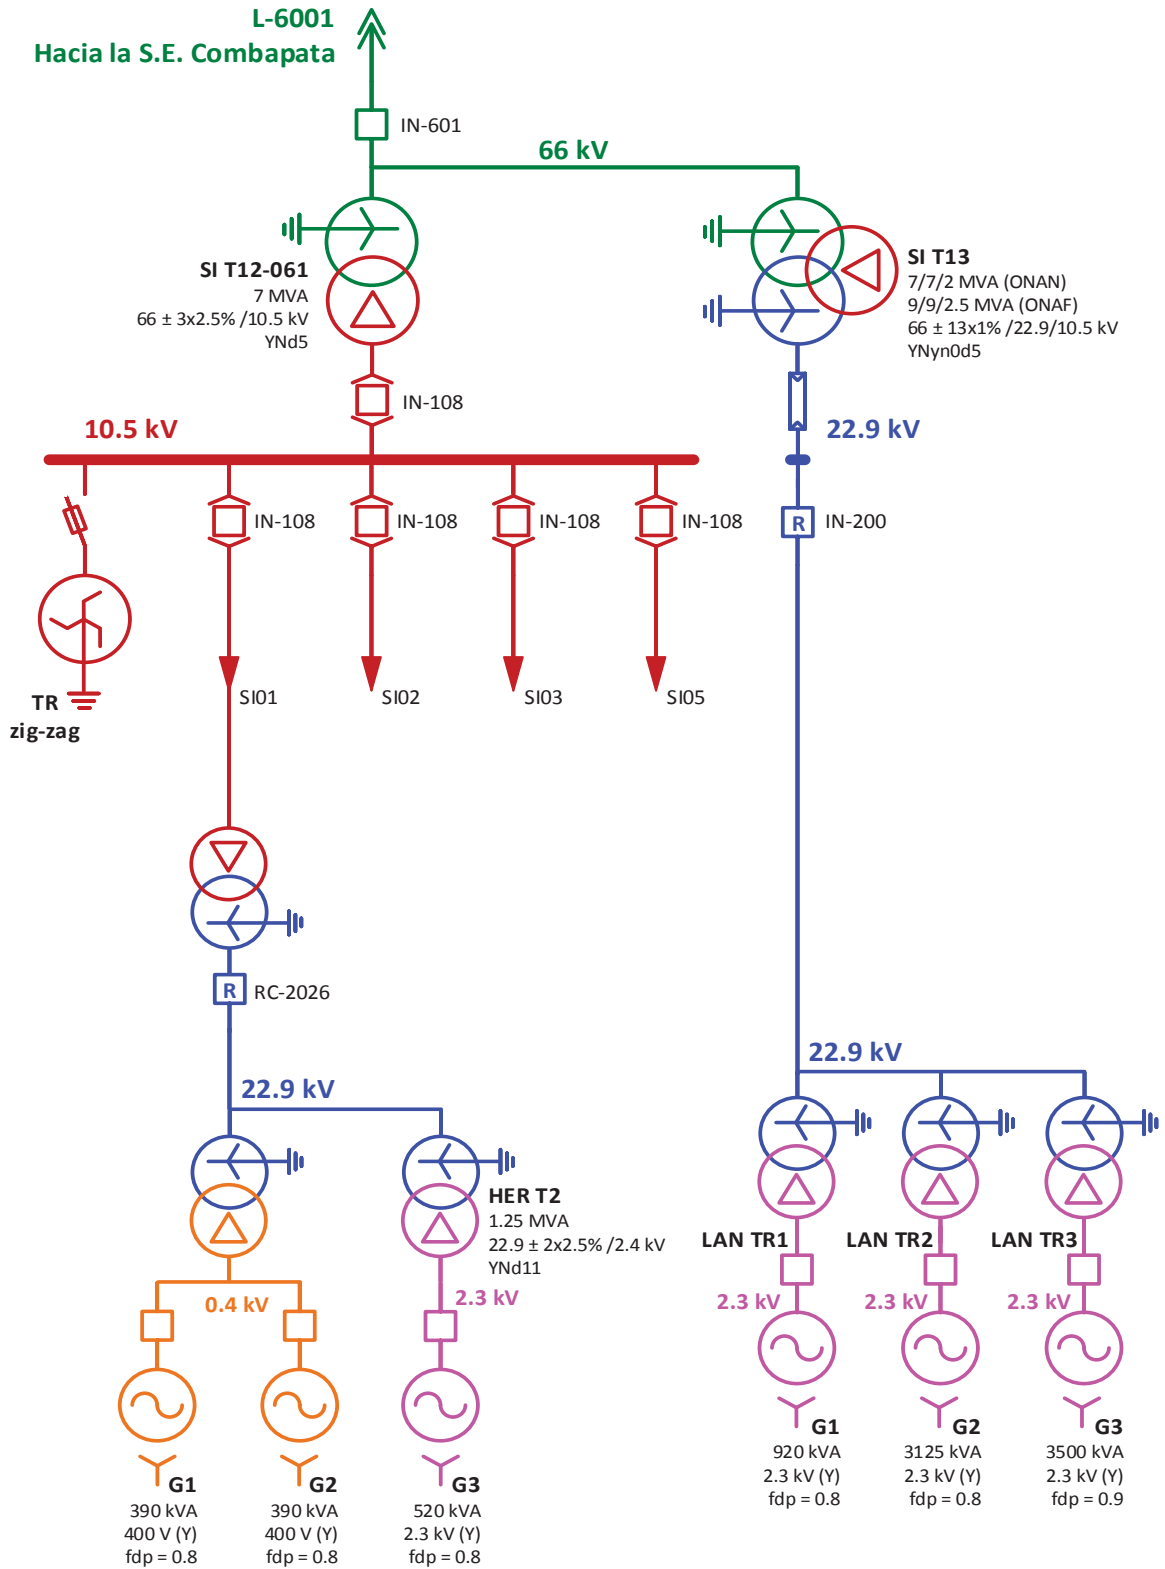 L-6001
Hacia la S.E. Combapata
IN-601
66 kV
SI T12-061
7 MVA
66 ± 3x2.5% /10.5 kV
YNd5
SI T13
7/7/2 MVA (ONAN)
9/9/2.5 MVA (ONAF)
66 ± 13x1% /22.9/10.5 kV
YNyn0d5
IN-108
10.5 kV
22.9 kV
IN-108
IN-108
IN-108
IN-108
R
IN-200
TR
zig-zag
SI01
SI02
SI03
SI05
R
RC-2026
22.9 kV
22.9 kV
HER T2
1.25 MVA
22.9 ± 2x2.5% /2.4 kV
YNd11
LAN TR1
LAN TR2
LAN TR3
0.4 kV
2.3 kV
2.3 kV
2.3 kV
2.3 kV
G1
920 kVA
2.3 kV (Y)
fdp = 0.8
G2
3125 kVA
2.3 kV (Y)
fdp = 0.8
G3
3500 kVA
2.3 kV (Y)
fdp = 0.9
G1
390 kVA
400 V (Y)
fdp = 0.8
G2
390 kVA
400 V (Y)
fdp = 0.8
G3
520 kVA
2.3 kV (Y)
fdp = 0.8